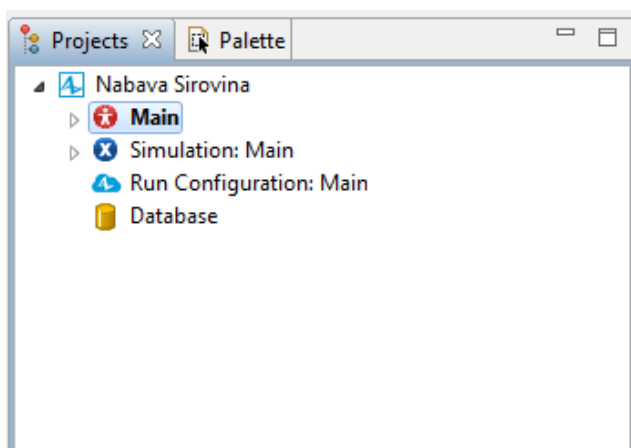 Projects Palette
Nabava Sirovina
Main
Simulation: Main
Run Configuration: Main
Database